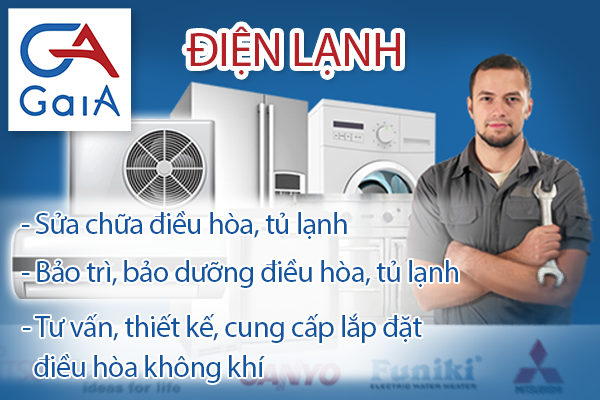 GaiA
ĐIỆN LẠNH
- Sửa chữa điều hòa, tủ lạnh
- Bảo trì, bảo dưỡng điều hòa, tủ lạnh
- Tư vấn, thiết kế, cung cấp lắp đặt
điều hòa không khí
ideas for life
Funiki
ELECTRIC WATER HEATER
MITSUBISHI